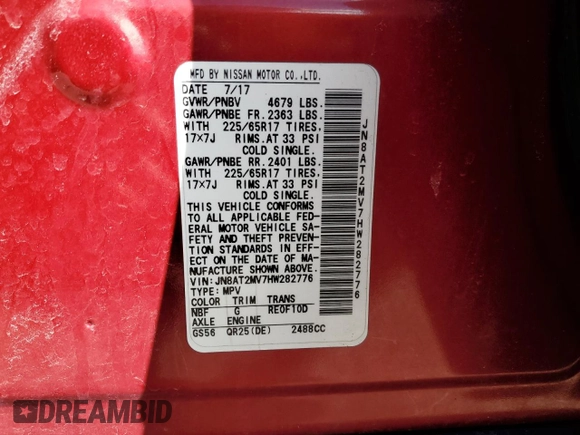 MFD BY NISSAN MOTOR CO.,LTD.
DATE 7/17
GVWR/PNBV 4679 LBS.
GAWR/PNBE FR.2363 LBS.
WITH 225/65R17 TIRES,
17×7J RIMS.AT 33 PSI
COLD SINGLE.
GAWR/PNBE RR.2401 LBS.
WITH 225/65R17 TIRES,
17×7J RIMS.AT 33 PSI
COLD SINGLE.
THIS VEHICLE CONFORMS
TO ALL APPLICABLE FED-
ERAL MOTOR VEHICLE SA-
FETY AND THEFT PREVEN-
TION STANDARDS IN EFF-
ECT ON THE DATE OF MA-
NUFACTURE SHOWN ABOVE.
VIN:JN8AT2MV7HW282776
TYPE:MPV
COLOR TRIM TRANS
NBF G RE0F10D
AXLE ENGINE
GS56 QR25(DE) 2488CC
JN8AT2MV7HW282776
DREAMBID